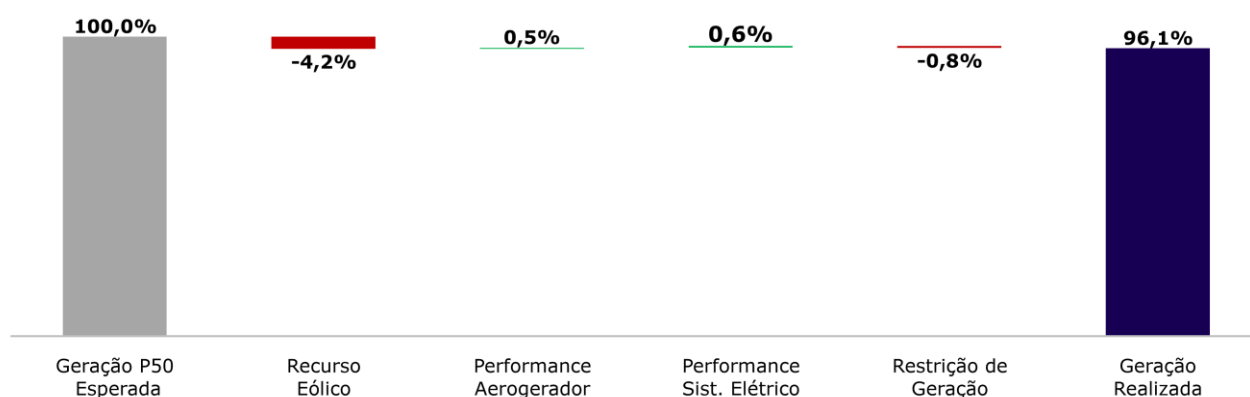 100,0%
-4,2%
0,5%
0,6%
-0,8%
96,1%
Geração P50
Esperada
Recurso
Eólico
Performance
Aerogerador
Performance
Sist. Elétrico
Restrição de
Geração
Geração
Realizada